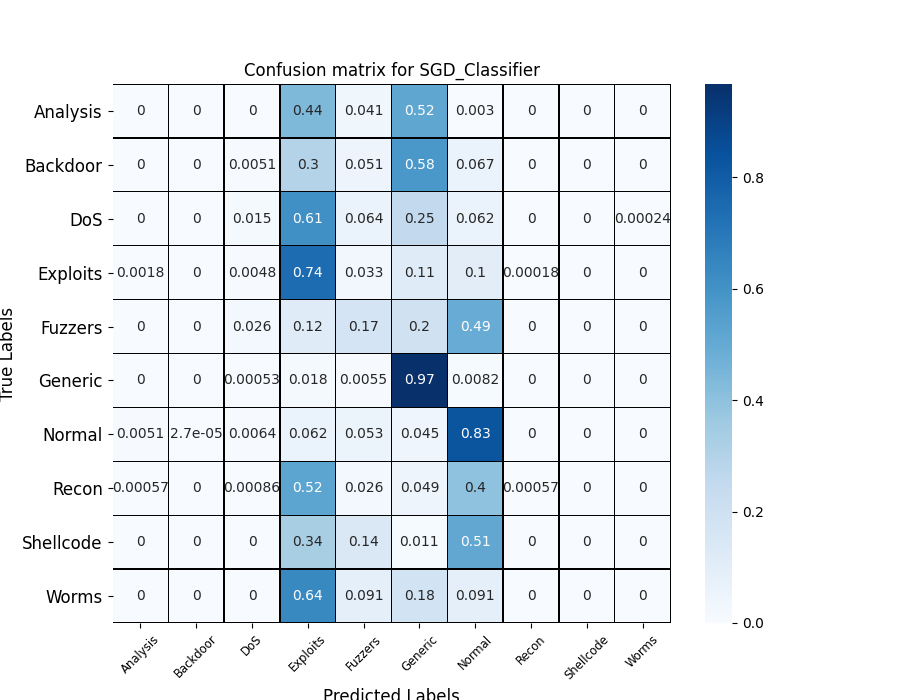 Confusion matrix for SGD_Classifier
Analysis 0 0 0 0.44 0.041 0.52 0.003 0 0 0
Backdoor 0 0 0.0051 0.3 0.051 0.58 0.067 0 0 0
DoS 0 0 0.015 0.61 0.064 0.25 0.062 0 0 0.00024
Exploits 0.0018 0 0.0048 0.74 0.033 0.11 0.1 0.00018 0 0
Fuzzers 0 0 0.026 0.12 0.17 0.2 0.49 0 0 0
Generic 0 0 0.00053 0.018 0.0055 0.97 0.0082 0 0 0
Normal 0.0051 2.7e-05 0.0064 0.062 0.053 0.045 0.83 0 0 0
Recon 0.00057 0 0.00086 0.52 0.026 0.049 0.4 0.00057 0 0
Shellcode 0 0 0 0.34 0.14 0.011 0.51 0 0 0
Worms 0 0 0 0.64 0.091 0.18 0.091 0 0 0
Analysis Backdoor DoS Exploits Fuzzers Generic Normal Recon Shellcode Worms
Predicted Labels
True Labels
0.8
0.6
0.4
0.2
0.0